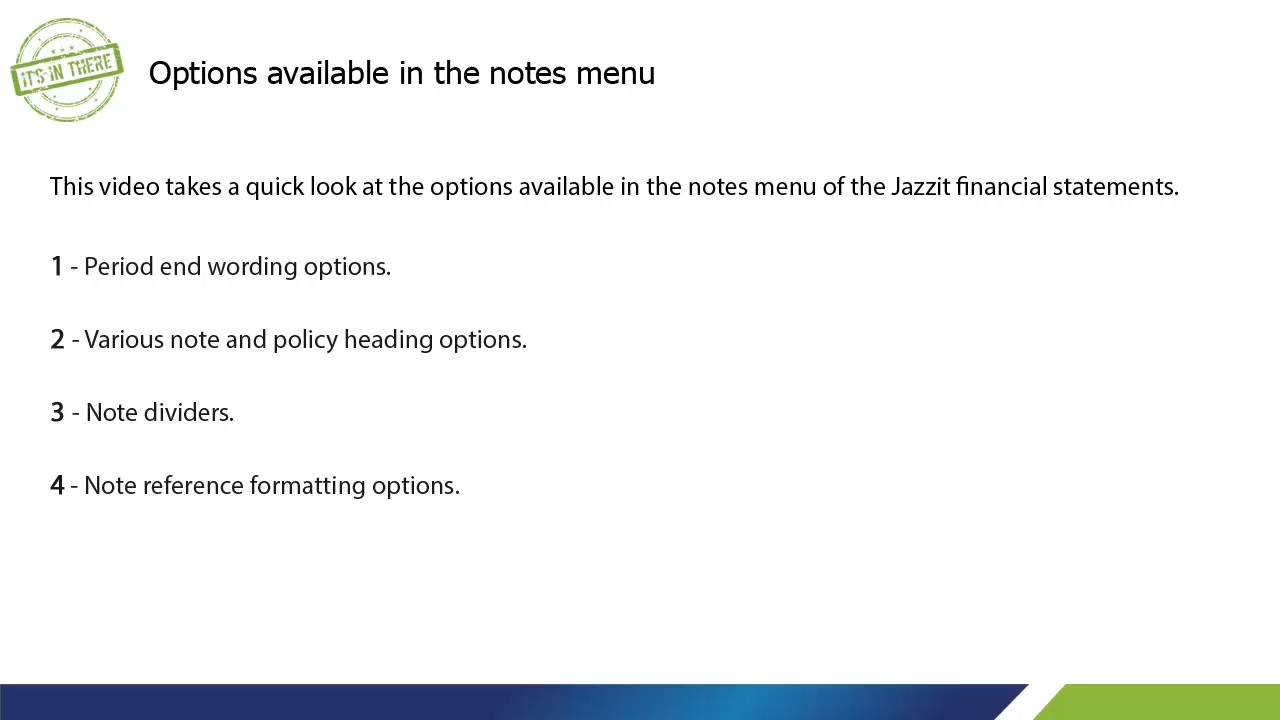 IT'S IN THERE
Options available in the notes menu
This video takes a quick look at the options available in the notes menu of the Jazzit financial statements.
1 - Period end wording options.
2 - Various note and policy heading options.
3 - Note dividers.
4 - Note reference formatting options.